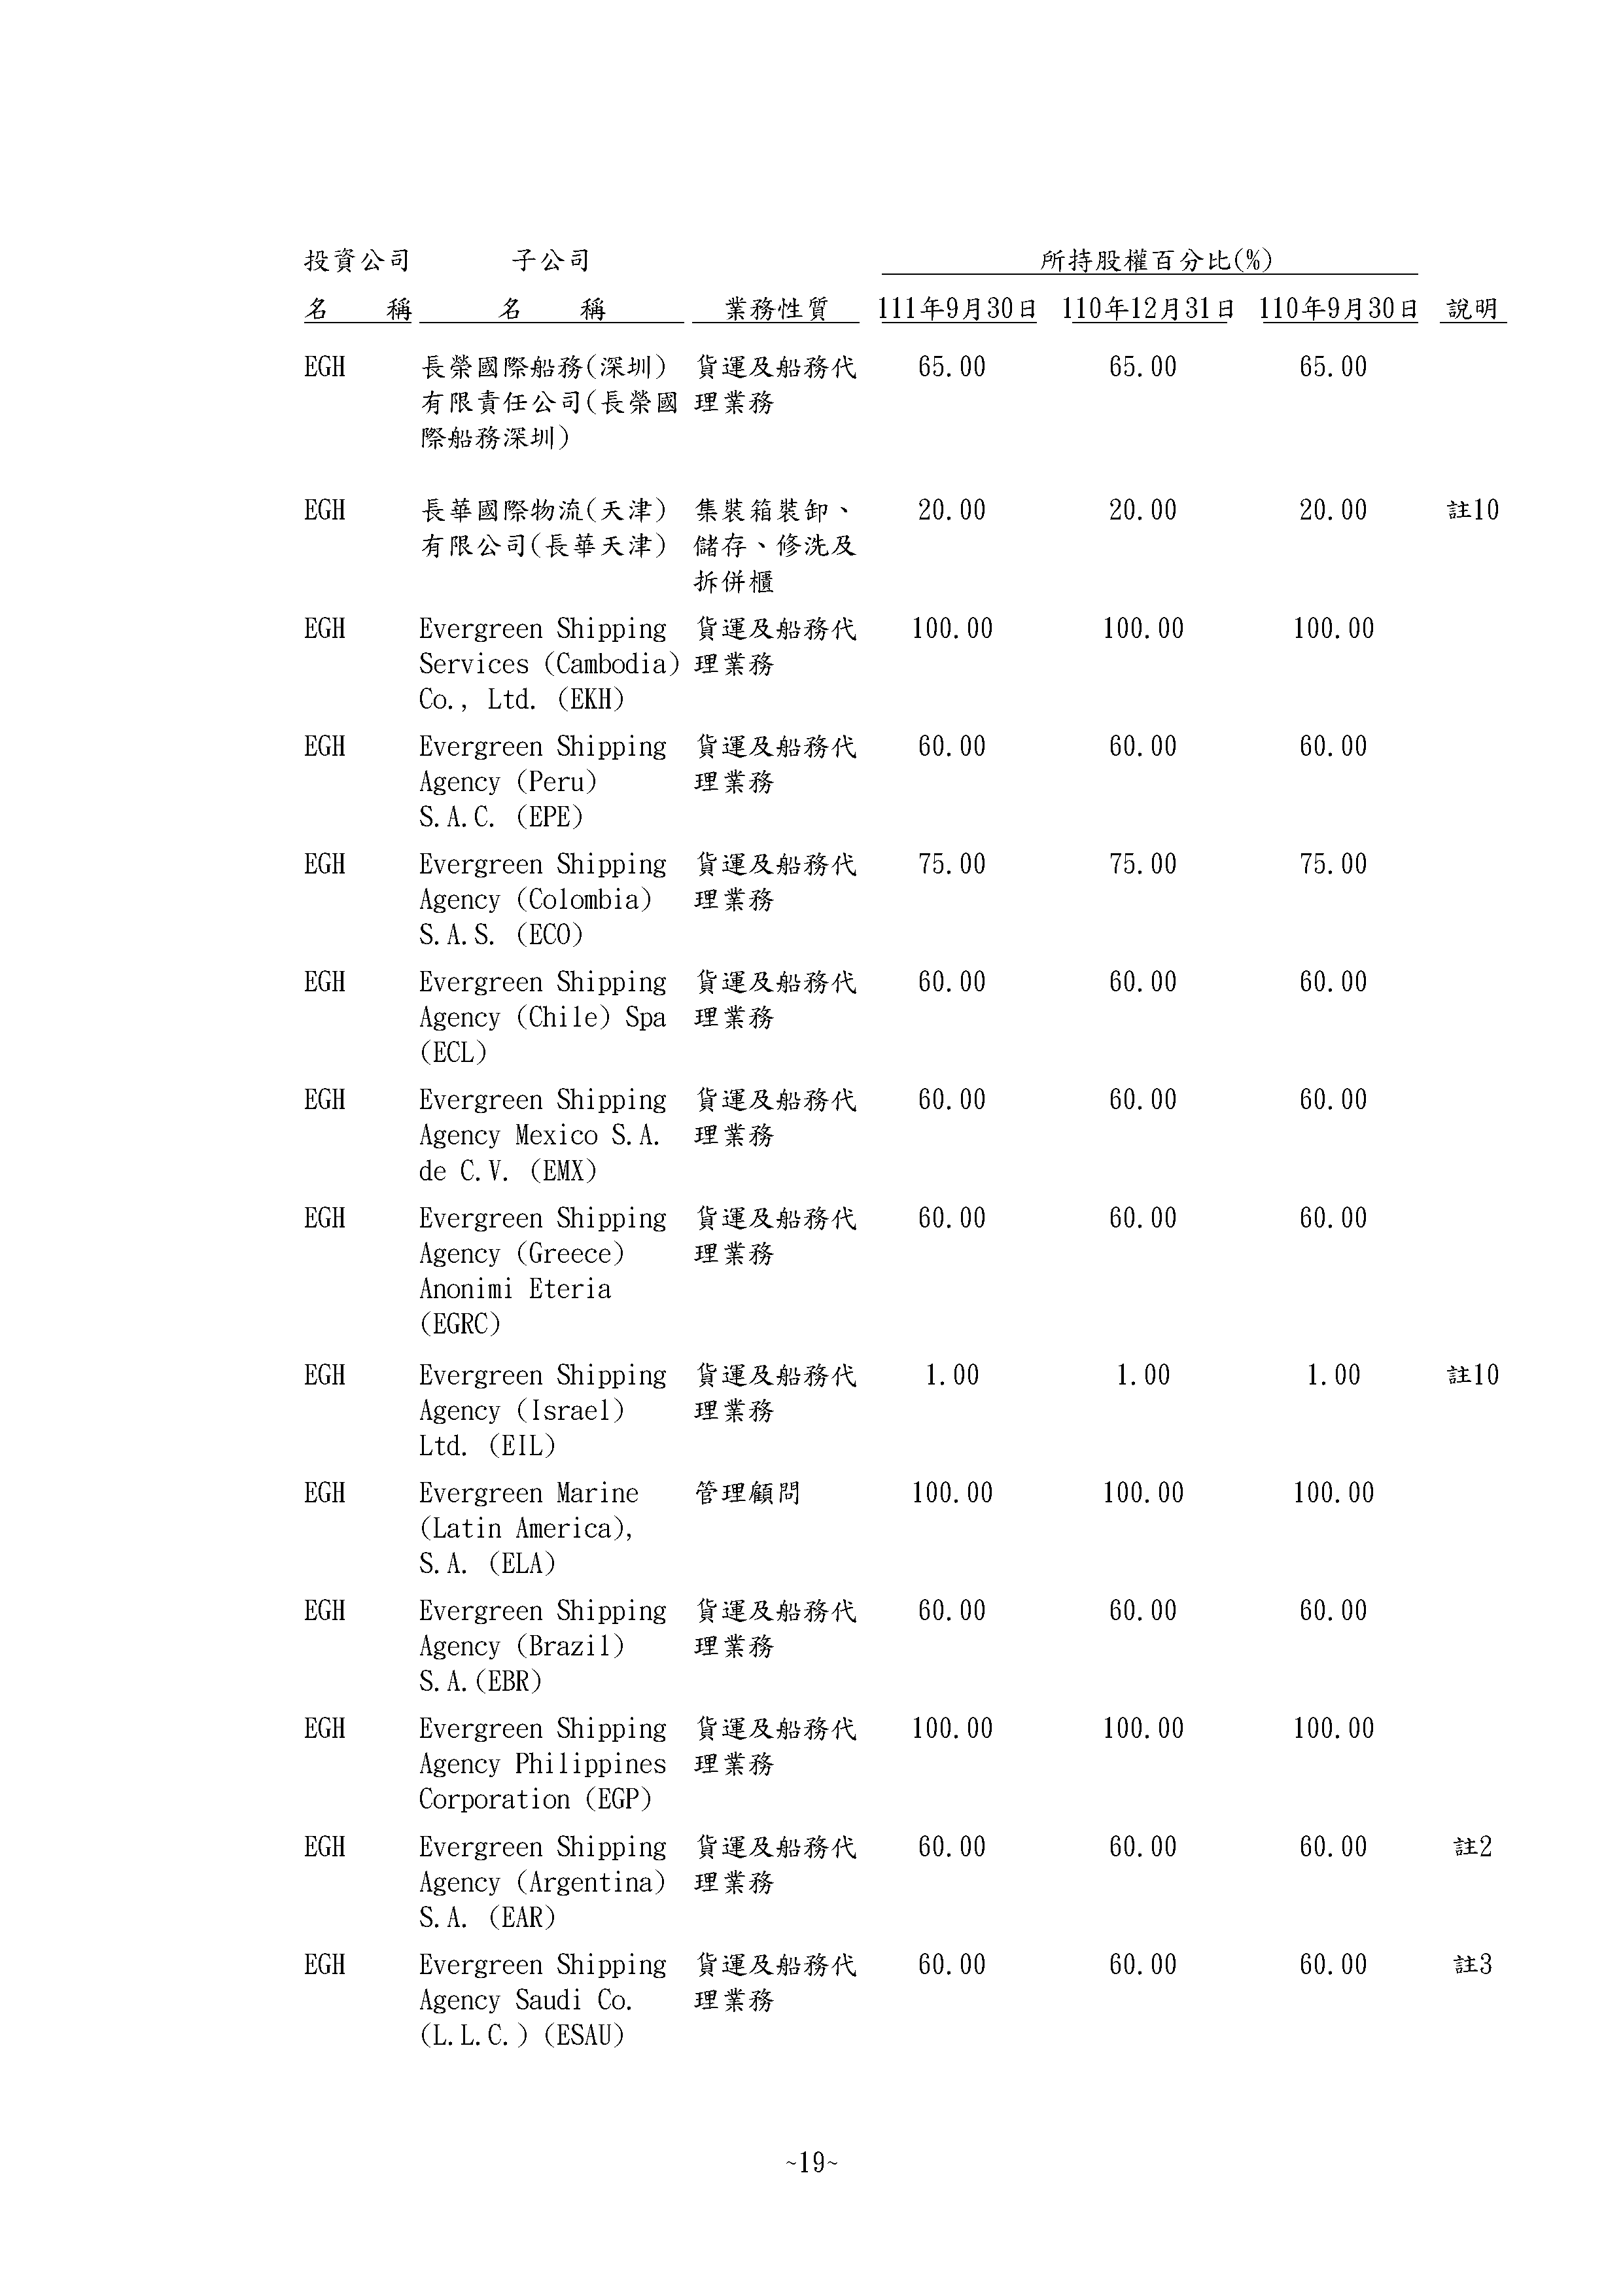 投資公司 子公司 所持股權百分比(%)
名 稱 名 稱 業務性質 111年9月30日 110年12月31日 110年9月30日 說明
EGH 長榮國際船務(深圳) 貨運及船務代 65.00 65.00 65.00
有限責任公司(長榮國 理業務
際船務深圳)
EGH 長華國際物流(天津) 集裝箱裝卸、 20.00 20.00 20.00 註10
有限公司(長華天津) 儲存、修洗及
拆併櫃
EGH Evergreen Shipping 貨運及船務代 100.00 100.00 100.00
Services (Cambodia) 理業務
Co., Ltd. (EKH)
EGH Evergreen Shipping 貨運及船務代 60.00 60.00 60.00
Agency (Peru) 理業務
S.A.C. (EPE)
EGH Evergreen Shipping 貨運及船務代 75.00 75.00 75.00
Agency (Colombia) 理業務
S.A.S. (ECO)
EGH Evergreen Shipping 貨運及船務代 60.00 60.00 60.00
Agency (Chile) Spa 理業務
(ECL)
EGH Evergreen Shipping 貨運及船務代 60.00 60.00 60.00
Agency Mexico S.A. 理業務
de C.V. (EMX)
EGH Evergreen Shipping 貨運及船務代 60.00 60.00 60.00
Agency (Greece) 理業務
Anonimi Eteria
(EGRC)
EGH Evergreen Shipping 貨運及船務代 1.00 1.00 1.00 註10
Agency (Israel) 理業務
Ltd. (EIL)
EGH Evergreen Marine 管理顧問 100.00 100.00 100.00
(Latin America),
S.A. (ELA)
EGH Evergreen Shipping 貨運及船務代 60.00 60.00 60.00
Agency (Brazil) 理業務
S.A.(EBR)
EGH Evergreen Shipping 貨運及船務代 100.00 100.00 100.00
Agency Philippines 理業務
Corporation (EGP)
EGH Evergreen Shipping 貨運及船務代 60.00 60.00 60.00 註2
Agency (Argentina) 理業務
S.A. (EAR)
EGH Evergreen Shipping 貨運及船務代 60.00 60.00 60.00 註3
Agency Saudi Co. 理業務
(L.L.C.) (ESAU)
~19~